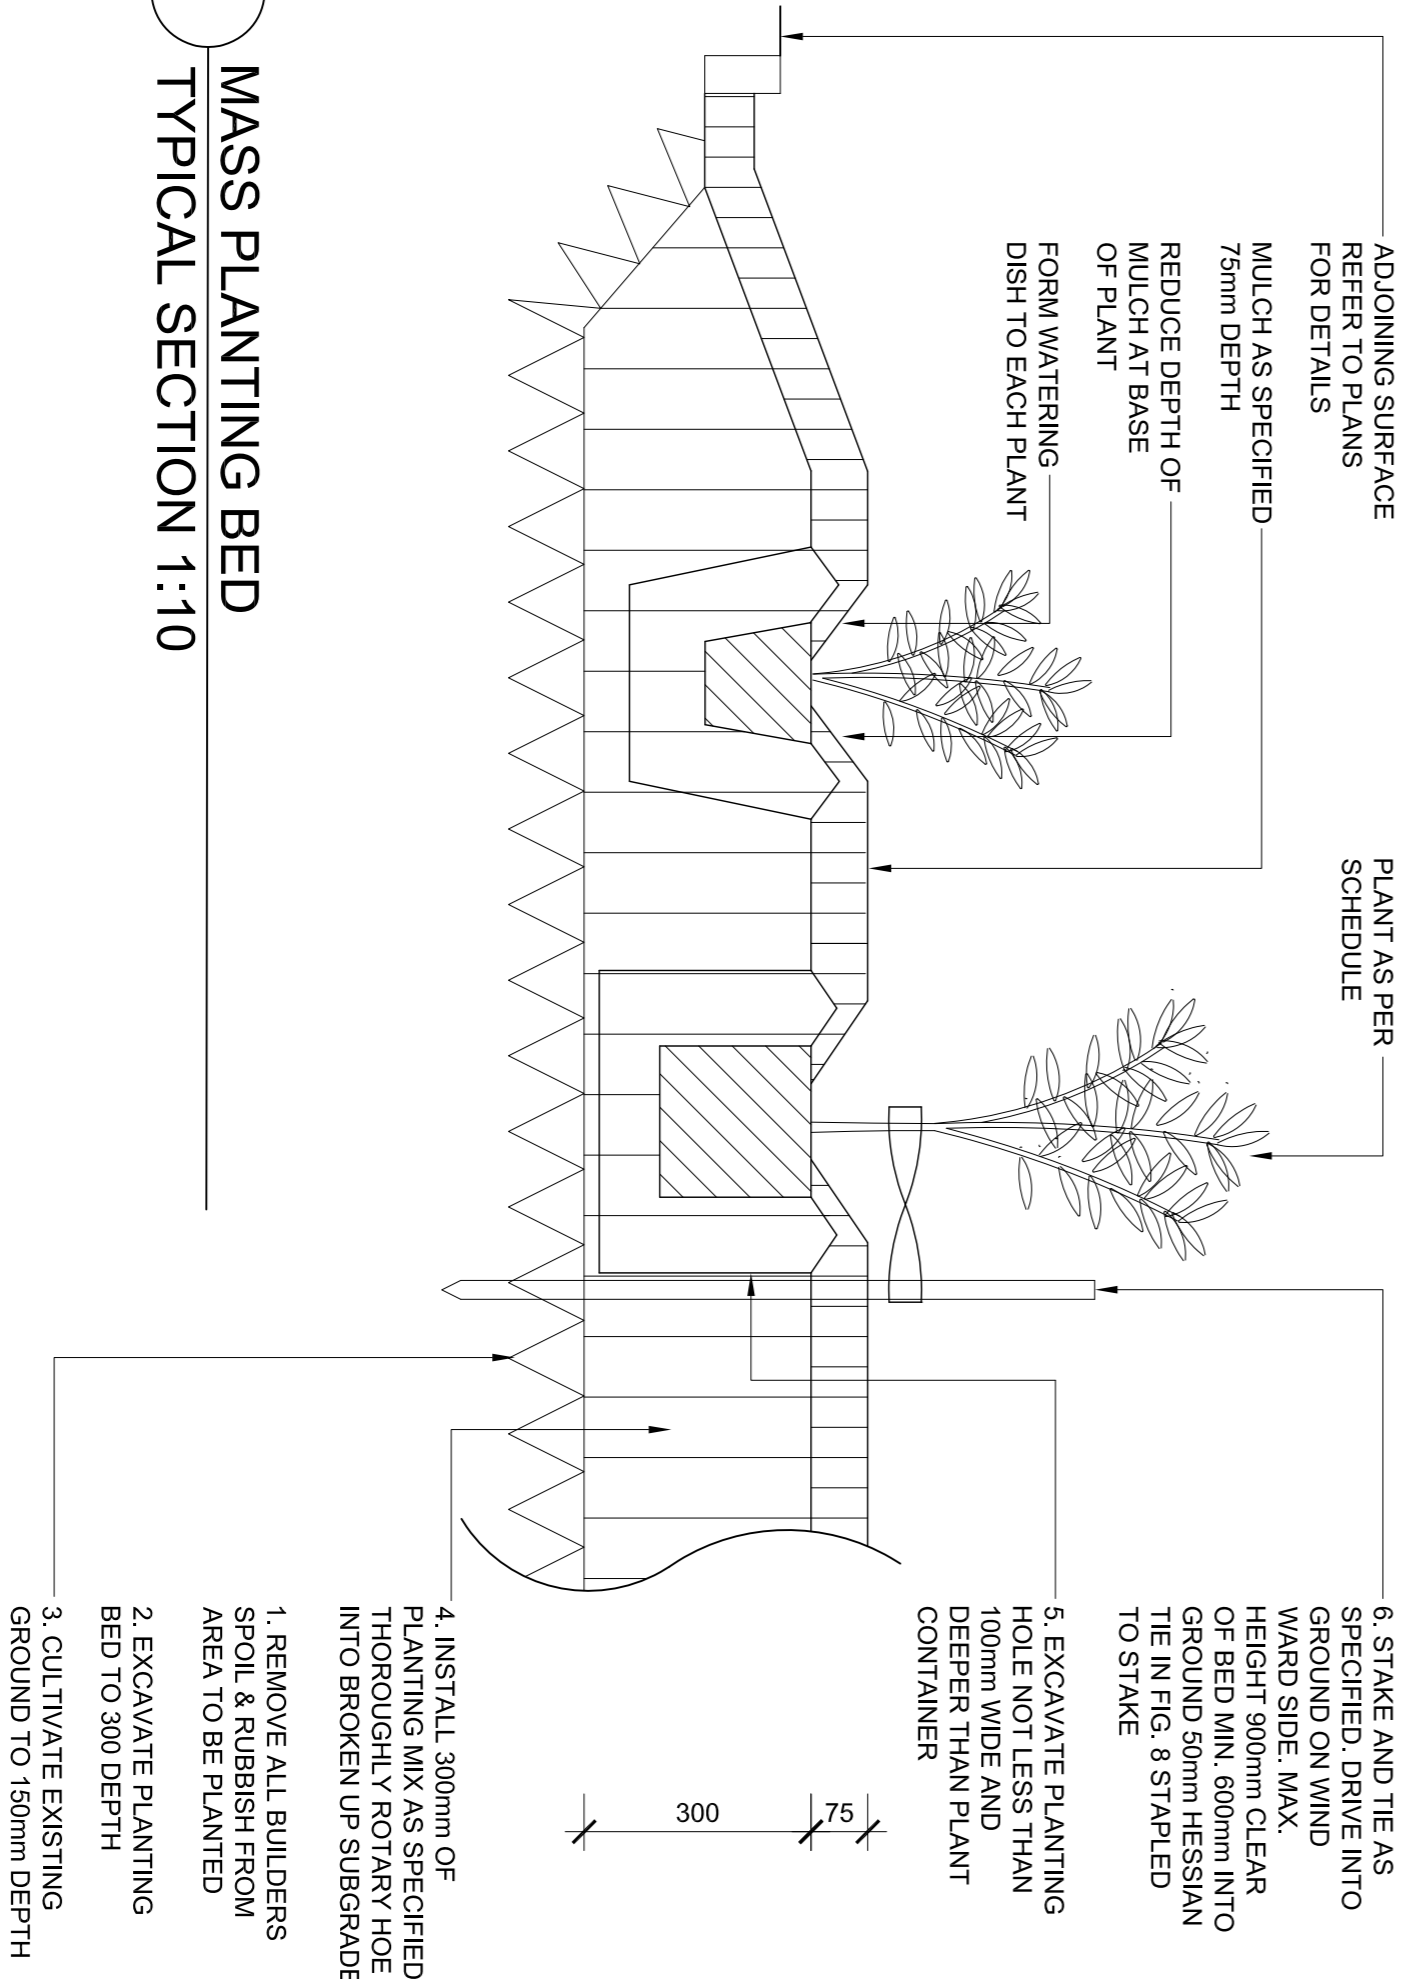 ADJOINING SURFACE
REFER TO PLANS
FOR DETAILS
MULCH AS SPECIFIED
75mm DEPTH
REDUCE DEPTH OF
MULCH AT BASE
OF PLANT
FORM WATERING
DISH TO EACH PLANT
PLANT AS PER
SCHEDULE
6. STAKE AND TIE AS
SPECIFIED. DRIVE INTO
GROUND ON WIND
WARD SIDE. MAX.
HEIGHT 900mm CLEAR
OF BED MIN. 600mm INTO
GROUND 50mm HESSIAN
TIE IN FIG. 8 STAPLED
TO STAKE
5. EXCAVATE PLANTING
HOLE NOT LESS THAN
100mm WIDE AND
DEEPER THAN PLANT
CONTAINER
75
300
4. INSTALL 300mm OF
PLANTING MIX AS SPECIFIED
THOROUGHLY ROTARY HOE
INTO BROKEN UP SUBGRADE
1. REMOVE ALL BUILDERS
SPOIL & RUBBISH FROM
AREA TO BE PLANTED
2. EXCAVATE PLANTING
BED TO 300 DEPTH
3. CULTIVATE EXISTING
GROUND TO 150mm DEPTH
MASS PLANTING BED
TYPICAL SECTION 1:10